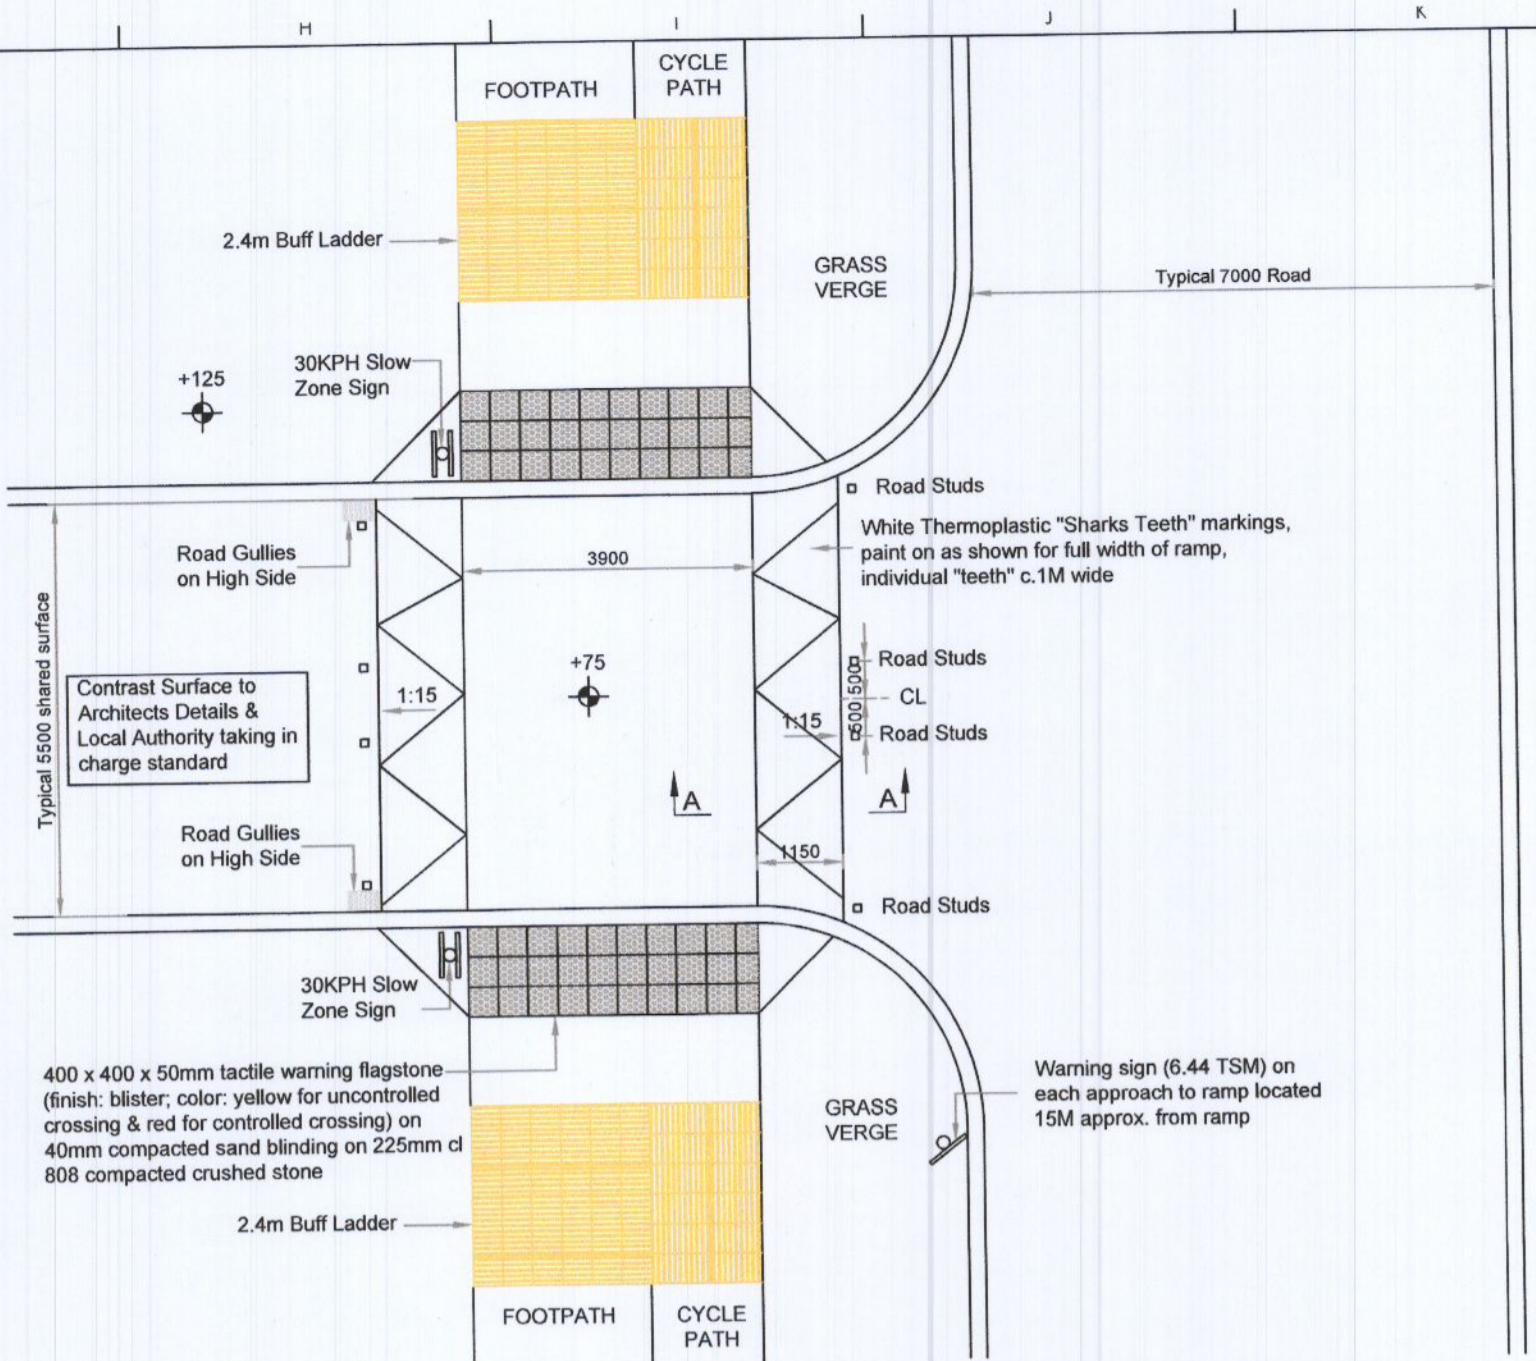 H
I
J
K
FOOTPATH
CYCLE
PATH
2.4m Buff Ladder
GRASS
VERGE
Typical 7000 Road
30KPH Slow
Zone Sign
+125
Road Studs
White Thermoplastic "Sharks Teeth" markings,
paint on as shown for full width of ramp,
individual "teeth" c.1M wide
Road Gullies
on High Side
3900
Typical 5500 shared surface
+75
Road Studs
500
CL
500
Road Studs
Contrast Surface to
Architects Details &
Local Authority taking in
charge standard
1:15
1:15
A
A
Road Gullies
on High Side
1150
Road Studs
30KPH Slow
Zone Sign
400 x 400 x 50mm tactile warning flagstone
(finish: blister; color: yellow for uncontrolled
crossing & red for controlled crossing) on
40mm compacted sand blinding on 225mm cl
808 compacted crushed stone
GRASS
VERGE
Warning sign (6.44 TSM) on
each approach to ramp located
15M approx. from ramp
2.4m Buff Ladder
FOOTPATH
CYCLE
PATH